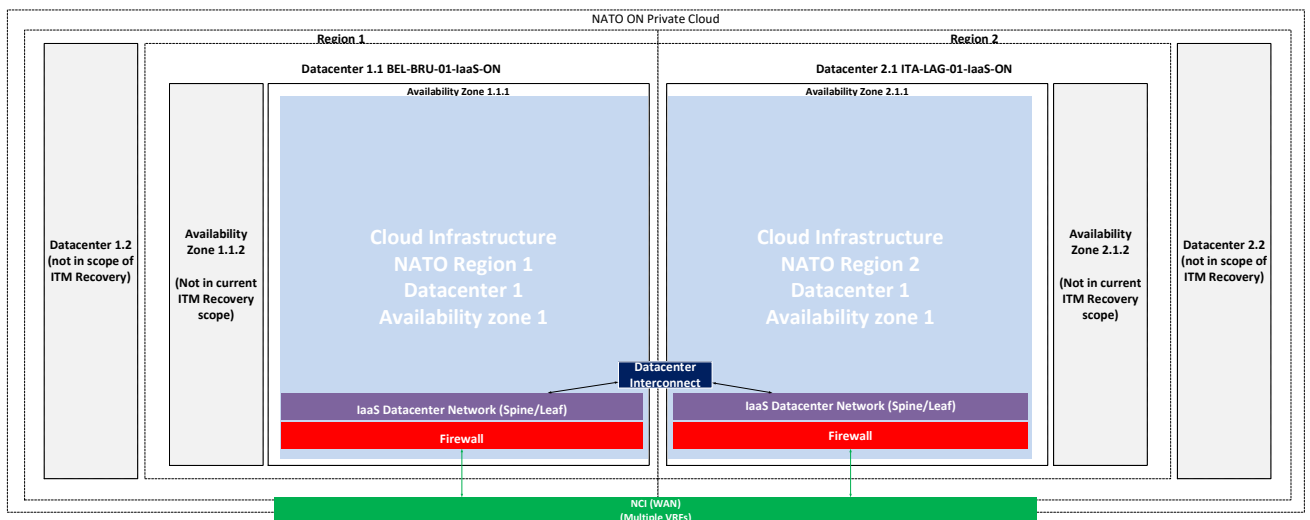 NATO ON Private Cloud
Region 1
Region 2
Datacenter 1.1 BEL-BRU-01-IaaS-ON
Datacenter 2.1 ITA-LAG-01-IaaS-ON
Availability Zone 1.1.1
Availability Zone 2.1.1
Datacenter 1.2
(not in scope of
ITM Recovery)
Availability
Zone 1.1.2
(Not in current
ITM Recovery
scope)
Cloud Infrastructure
NATO Region 1
Datacenter 1
Availability zone 1
Cloud Infrastructure
NATO Region 2
Datacenter 1
Availability zone 1
Availability
Zone 2.1.2
(Not in current
ITM Recovery
scope)
Datacenter 2.2
(not in scope of
ITM Recovery)
Datacenter
Interconnect
IaaS Datacenter Network (Spine/Leaf)
IaaS Datacenter Network (Spine/Leaf)
Firewall
Firewall
NCI (WAN)
(Multiple VRFs)